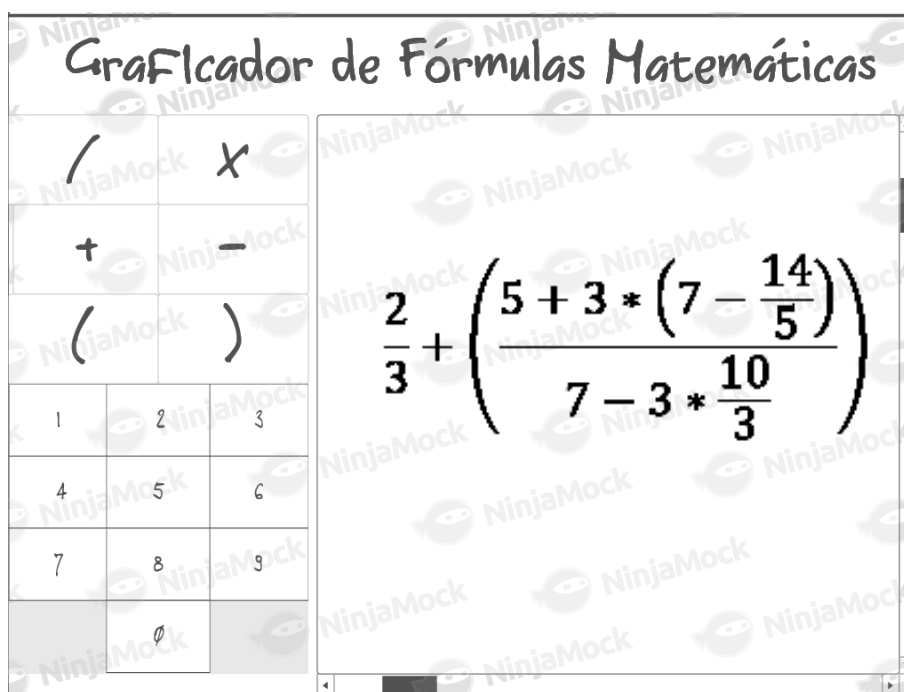 GraFIcador de Fórmulas Matemáticas
/ X
+ -
( )
1 2 3
4 5 6
7 8 9
0
2/3 + ((5 + 3 * (7 - 14/5))/(7 - 3 * 10/3))
NinjaMock